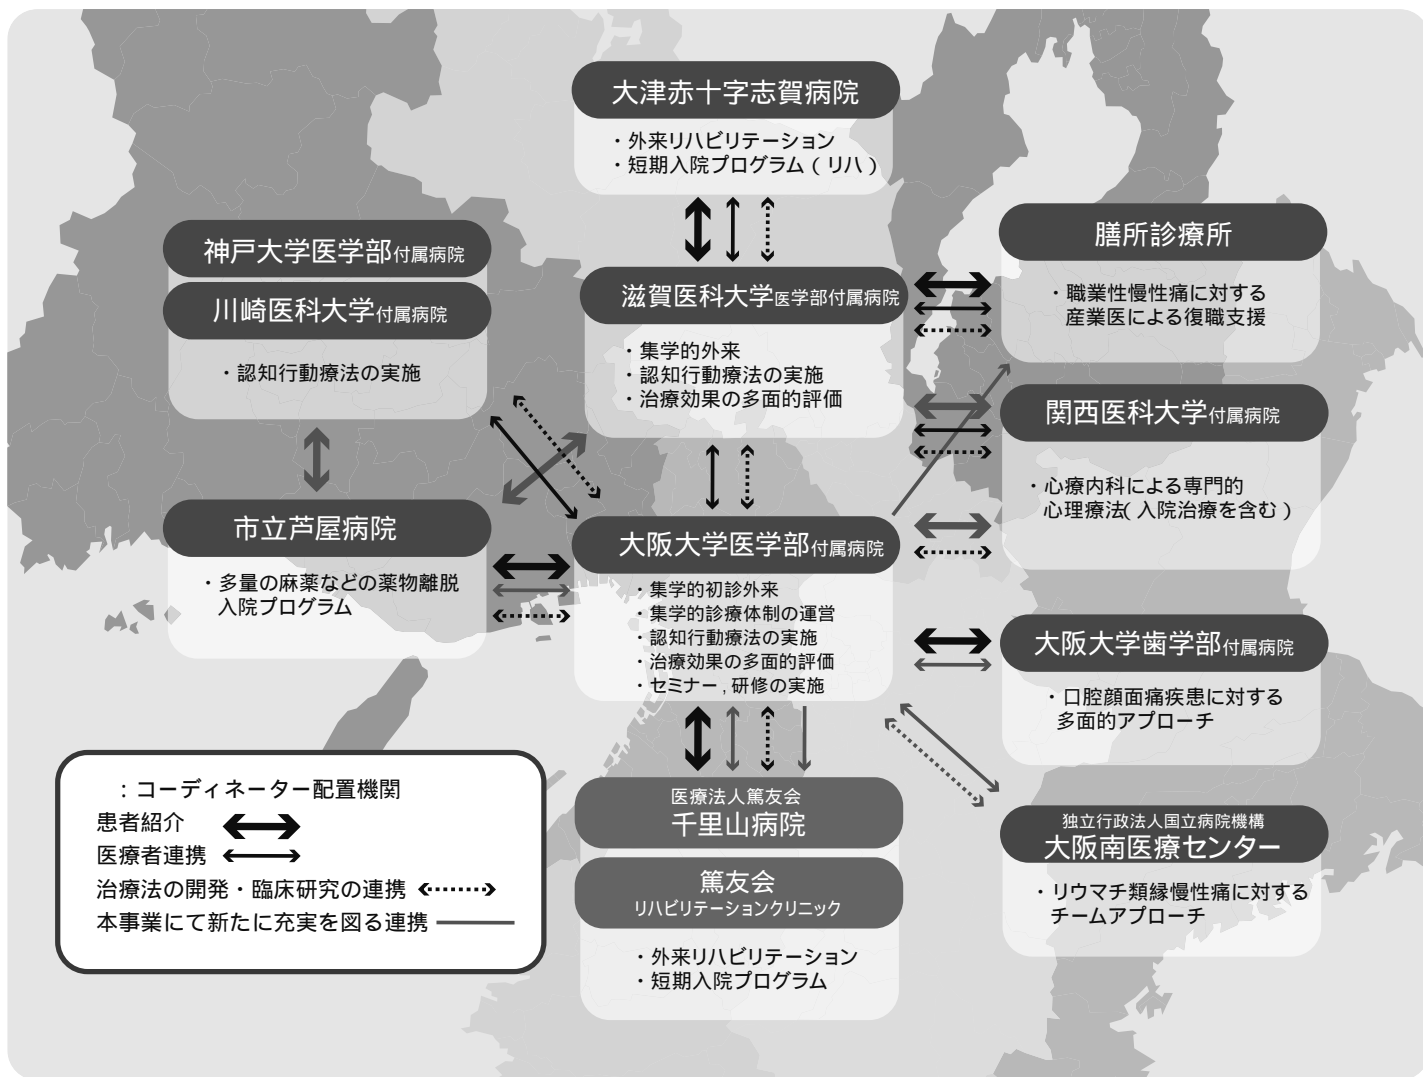 大津赤十字志賀病院
・外来リハビリテーション
・短期入院プログラム（リハ）
神戸大学医学部付属病院
川崎医科大学付属病院
・認知行動療法の実施
滋賀医科大学医学部付属病院
・集学的外来
・認知行動療法の実施
・治療効果の多面的評価
膳所診療所
・職業性慢性痛に対する
産業医による復職支援
関西医科大学付属病院
・心療内科による専門的
心理療法（入院治療を含む）
市立芦屋病院
・多量の麻薬などの薬物離脱
入院プログラム
大阪大学医学部付属病院
・集学的初診外来
・集学的診療体制の運営
・認知行動療法の実施
・治療効果の多面的評価
・セミナー，研修の実施
大阪大学歯学部付属病院
・口腔顔面痛疾患に対する
多面的アプローチ
医療法人篤友会
千里山病院
篤友会
リハビリテーションクリニック
・外来リハビリテーション
・短期入院プログラム
独立行政法人国立病院機構
大阪南医療センター
・リウマチ類縁慢性痛に対する
チームアプローチ
：コーディネーター配置機関
患者紹介
医療者連携
治療法の開発・臨床研究の連携
本事業にて新たに充実を図る連携